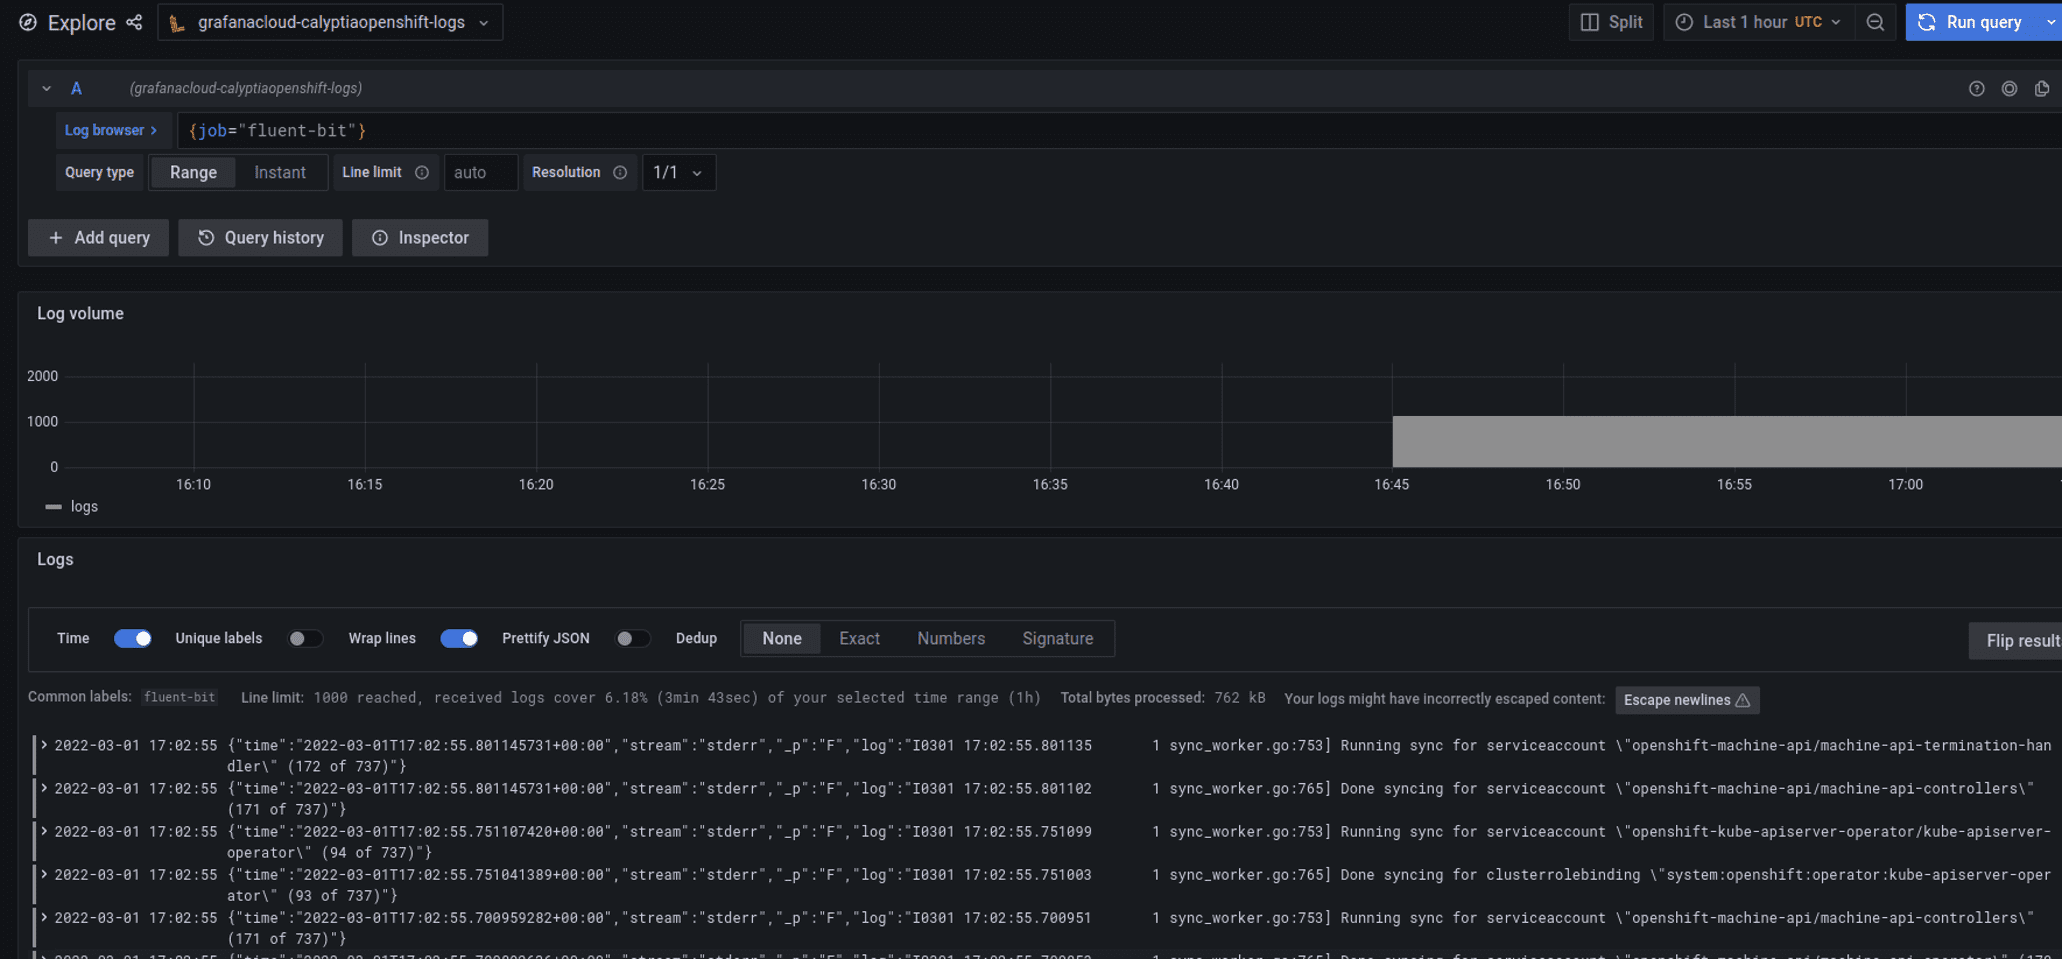 Explore grafanacloud-calyptiaopenshift-logs Split Last 1 hour UTC Run query
A (grafanacloud-calyptiaopenshift-logs)
Log browser {job="fluent-bit"}
Query type Range Instant Line limit auto Resolution 1/1
+ Add query Query history Inspector
Log volume
2000
1000
0
16:10 16:15 16:20 16:25 16:30 16:35 16:40 16:45 16:50 16:55 17:00
logs
Logs
Time Unique labels Wrap lines Prettify JSON Dedup None Exact Numbers Signature Flip result
Common labels: fluent-bit Line limit: 1000 reached, received logs cover 6.18% (3min 43sec) of your selected time range (1h) Total bytes processed: 762 kB Your logs might have incorrectly escaped content: Escape newlines
> 2022-03-01 17:02:55 {"time":"2022-03-01T17:02:55.801145731+00:00","stream":"stderr","_p":"F","log":"I0301 17:02:55.801135 1 sync_worker.go:753] Running sync for serviceaccount \"openshift-machine-api/machine-api-termination-han
dler\" (172 of 737)"}
> 2022-03-01 17:02:55 {"time":"2022-03-01T17:02:55.801145731+00:00","stream":"stderr","_p":"F","log":"I0301 17:02:55.801102 1 sync_worker.go:765] Done syncing for serviceaccount \"openshift-machine-api/machine-api-controllers\"
(171 of 737)"}
> 2022-03-01 17:02:55 {"time":"2022-03-01T17:02:55.751107420+00:00","stream":"stderr","_p":"F","log":"I0301 17:02:55.751099 1 sync_worker.go:753] Running sync for serviceaccount \"openshift-kube-apiserver-operator/kube-apiserver-
operator\" (94 of 737)"}
> 2022-03-01 17:02:55 {"time":"2022-03-01T17:02:55.751041389+00:00","stream":"stderr","_p":"F","log":"I0301 17:02:55.751003 1 sync_worker.go:765] Done syncing for clusterrolebinding \"system:openshift:operator:kube-apiserver-oper
ator\" (93 of 737)"}
> 2022-03-01 17:02:55 {"time":"2022-03-01T17:02:55.700959282+00:00","stream":"stderr","_p":"F","log":"I0301 17:02:55.700951 1 sync_worker.go:753] Running sync for serviceaccount \"openshift-machine-api/machine-api-controllers\"
(171 of 737)"}